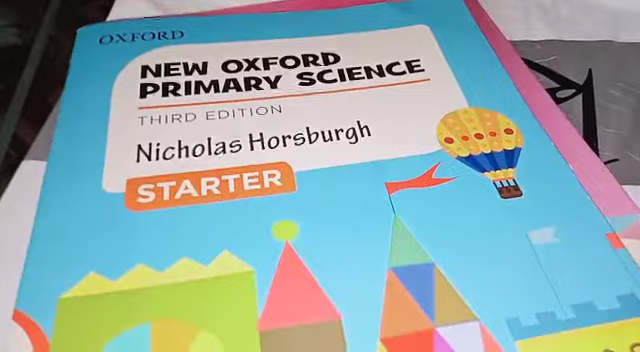 OXFORD
NEW OXFORD
PRIMARY SCIENCE
THIRD EDITION
Nicholas Horsburgh
STARTER